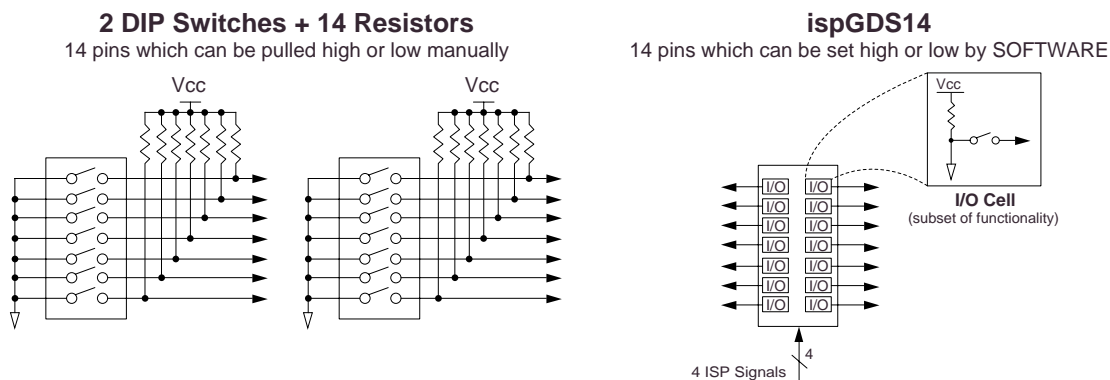 2 DIP Switches + 14 Resistors
14 pins which can be pulled high or low manually
Vcc
Vcc
ispGDS14
14 pins which can be set high or low by SOFTWARE
Vcc
I/O Cell
(subset of functionality)
I/O I/O
I/O I/O
I/O I/O
I/O I/O
I/O I/O
I/O I/O
I/O I/O
4
4 ISP Signals